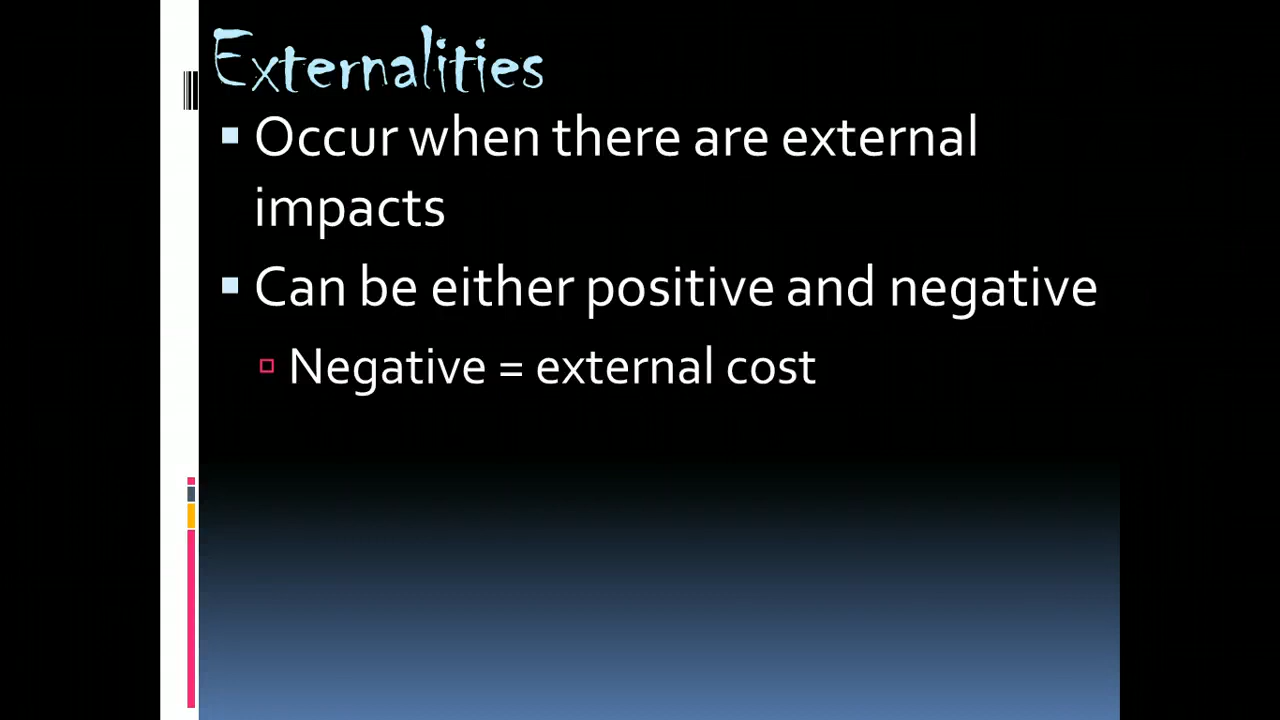 Externalities
Occur when there are external
impacts
Can be either positive and negative
Negative = external cost